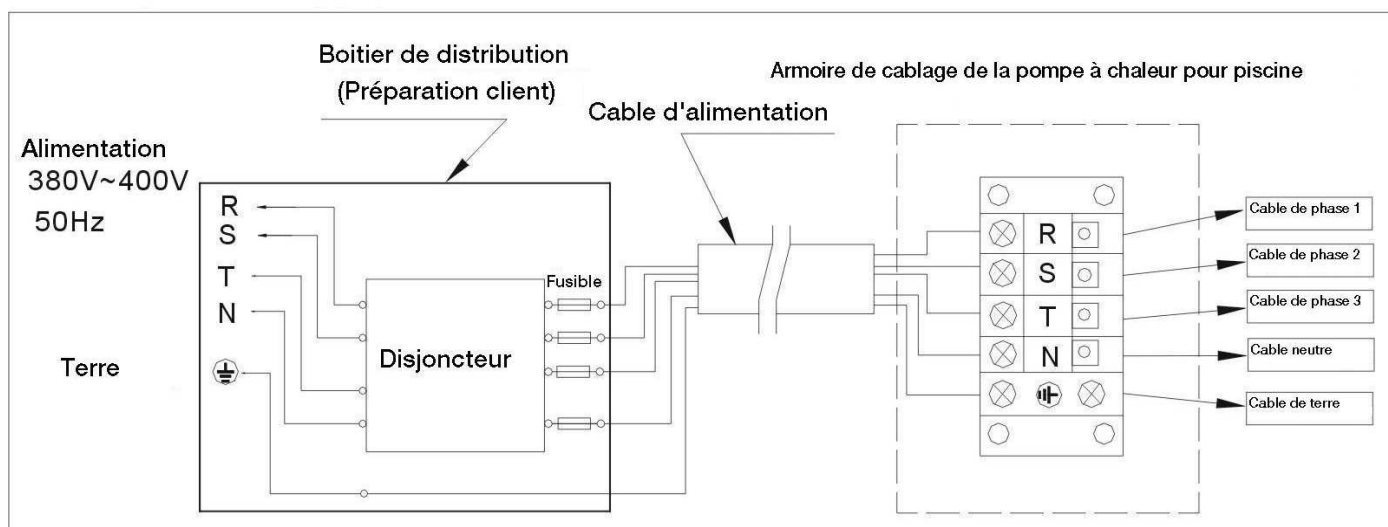 Boitier de distribution
(Préparation client)
Armoire de cablage de la pompe à chaleur pour piscine
Cable d'alimentation
Alimentation
380V~400V
50Hz
R
S
T
N
Terre
Disjoncteur
Fusible
R
S
T
N
Cable de phase 1
Cable de phase 2
Cable de phase 3
Cable neutre
Cable de terre